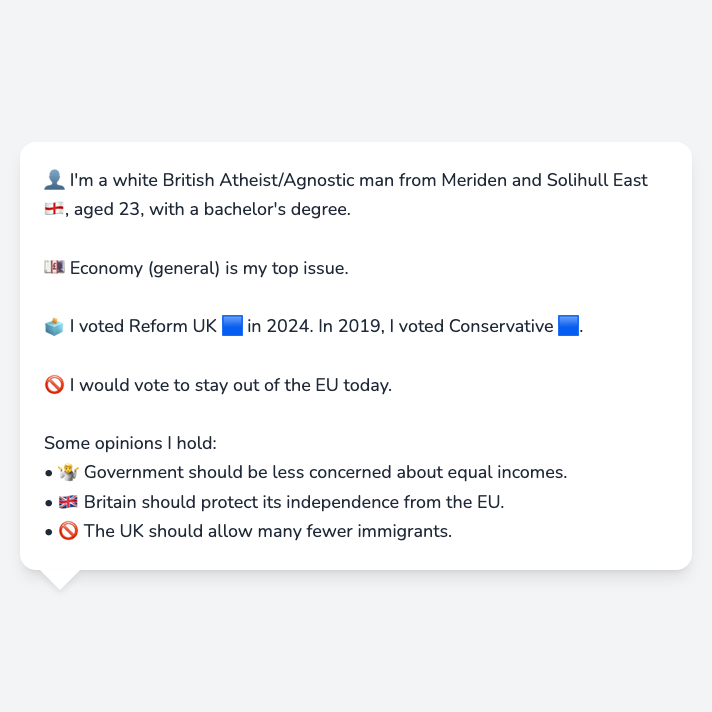 👤 I'm a white British Atheist/Agnostic man from Meriden and Solihull East
🏴󠁧󠁢󠁥󠁮󠁧󠁿, aged 23, with a bachelor's degree.
💷 Economy (general) is my top issue.
🗳️ I voted Reform UK 🟦 in 2024. In 2019, I voted Conservative 🟦.
🚫 I would vote to stay out of the EU today.
Some opinions I hold:
• 🤷 Government should be less concerned about equal incomes.
• 🇬🇧 Britain should protect its independence from the EU.
• 🚫 The UK should allow many fewer immigrants.